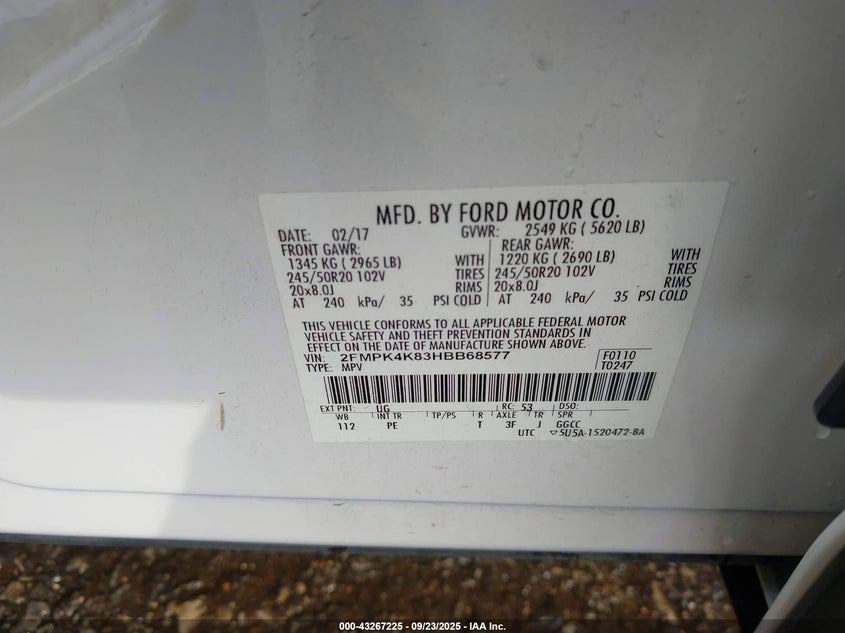 MFD. BY FORD MOTOR CO.
DATE: 02/17 GVWR: 2549 KG ( 5620 LB)
FRONT GAWR: REAR GAWR:
1345 KG ( 2965 LB) WITH 1220 KG ( 2690 LB) WITH
245/50R20 102V TIRES 245/50R20 102V TIRES
20x8.0J RIMS 20x8.0J RIMS
AT 240 kPa/ 35 PSI COLD AT 240 kPa/ 35 PSI COLD
THIS VEHICLE CONFORMS TO ALL APPLICABLE FEDERAL MOTOR
VEHICLE SAFETY AND THEFT PREVENTION STANDARDS IN
EFFECT ON THE DATE OF MANUFACTURE SHOWN ABOVE.
VIN: 2FMPK4K83HBB68577 F0110
TYPE: MPV T0247
EXT PNT: UG RC: 53 DSO:
WB INT TR TP/PS R AXLE TR SPR
112 PE T 3F J GGCC
UTC ▽5U5A-1520472-BA
000-43267225 - 09/23/2025 - IAA Inc.